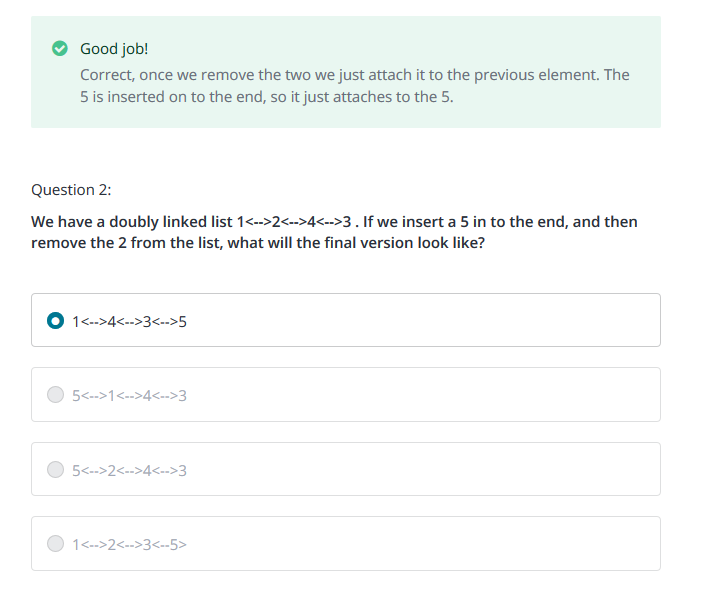 Good job!
Correct, once we remove the two we just attach it to the previous element. The
5 is inserted on to the end, so it just attaches to the 5.
Question 2:
We have a doubly linked list 1<-->2<-->4<-->3 . If we insert a 5 in to the end, and then
remove the 2 from the list, what will the final version look like?
1<-->4<-->3<-->5
5<-->1<-->4<-->3
5<-->2<-->4<-->3
1<-->2<-->3<--5>